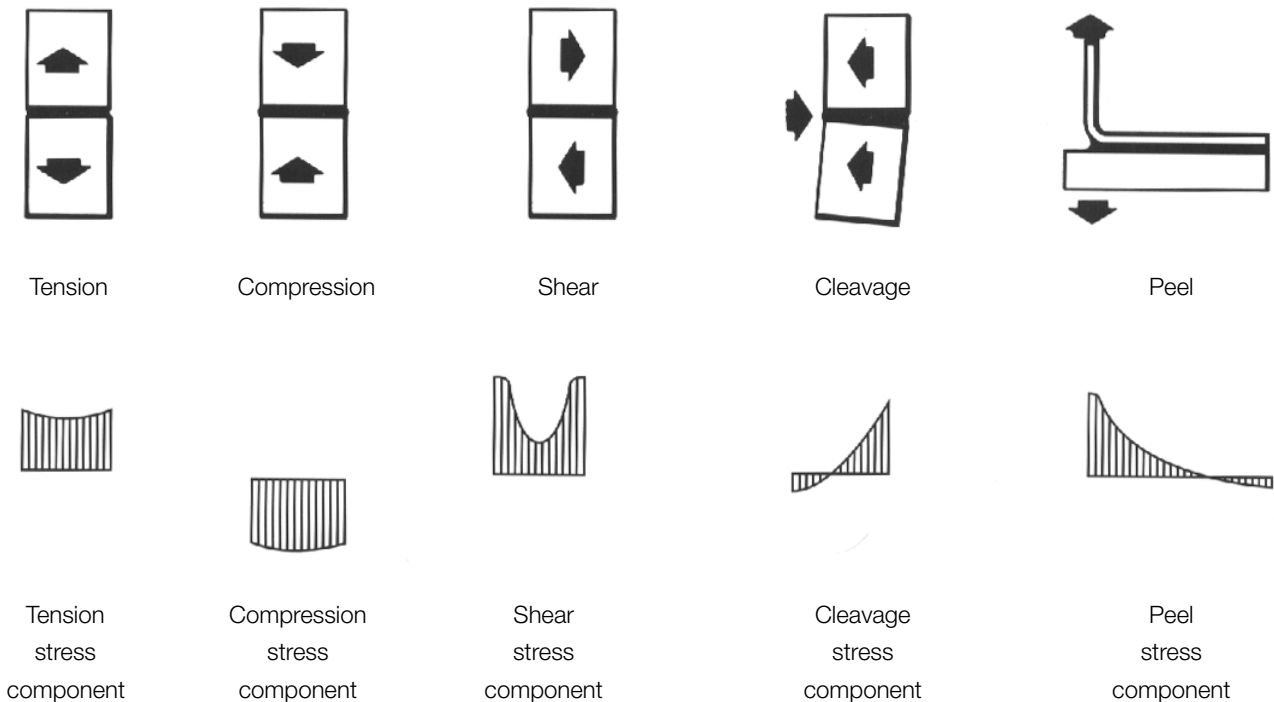 Tension
Compression
Shear
Cleavage
Peel
Tension
stress
component
Compression
stress
component
Shear
stress
component
Cleavage
stress
component
Peel
stress
component